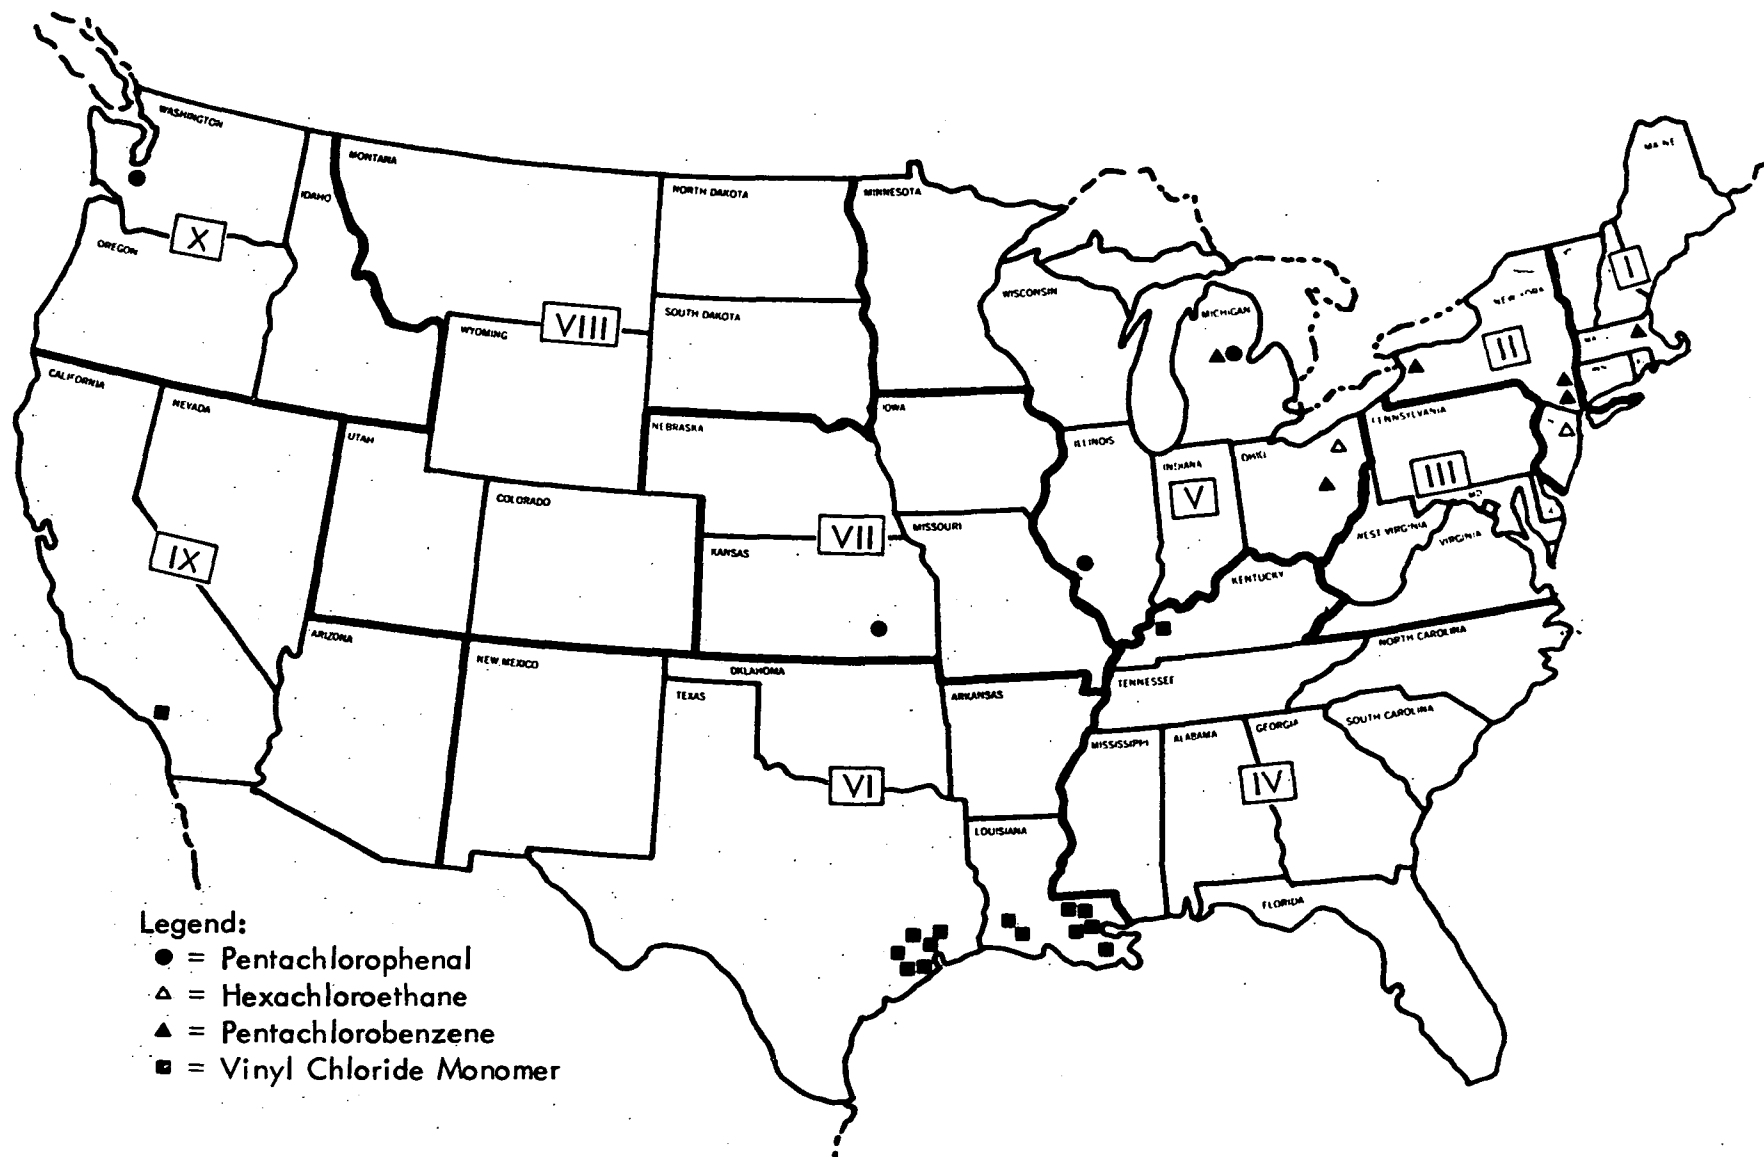 WASHINGTON
MONTANA
IDAHO
NORTH DAKOTA
MINNESOTA
MAINE
X
OREGON
I
WISCONSIN
NEW YORK
VIII
SOUTH DAKOTA
MICHIGAN
WYOMING
II
CALIFORNIA
NEVADA
IOWA
PENNSYLVANIA
NEBRASKA
UTAH
ILLINOIS
OHIO
INDIANA
III
COLORADO
V
MD
MISSOURI
WEST VIRGINIA
VII
VIRGINIA
KANSAS
IX
KENTUCKY
ARIZONA
NORTH CAROLINA
NEW MEXICO
OKLAHOMA
TENNESSEE
TEXAS
ARKANSAS
SOUTH CAROLINA
GEORGIA
MISSISSIPPI
ALABAMA
VI
IV
LOUISIANA
FLORIDA
Legend:
● = Pentachlorophenal
△ = Hexachloroethane
▲ = Pentachlorobenzene
■ = Vinyl Chloride Monomer